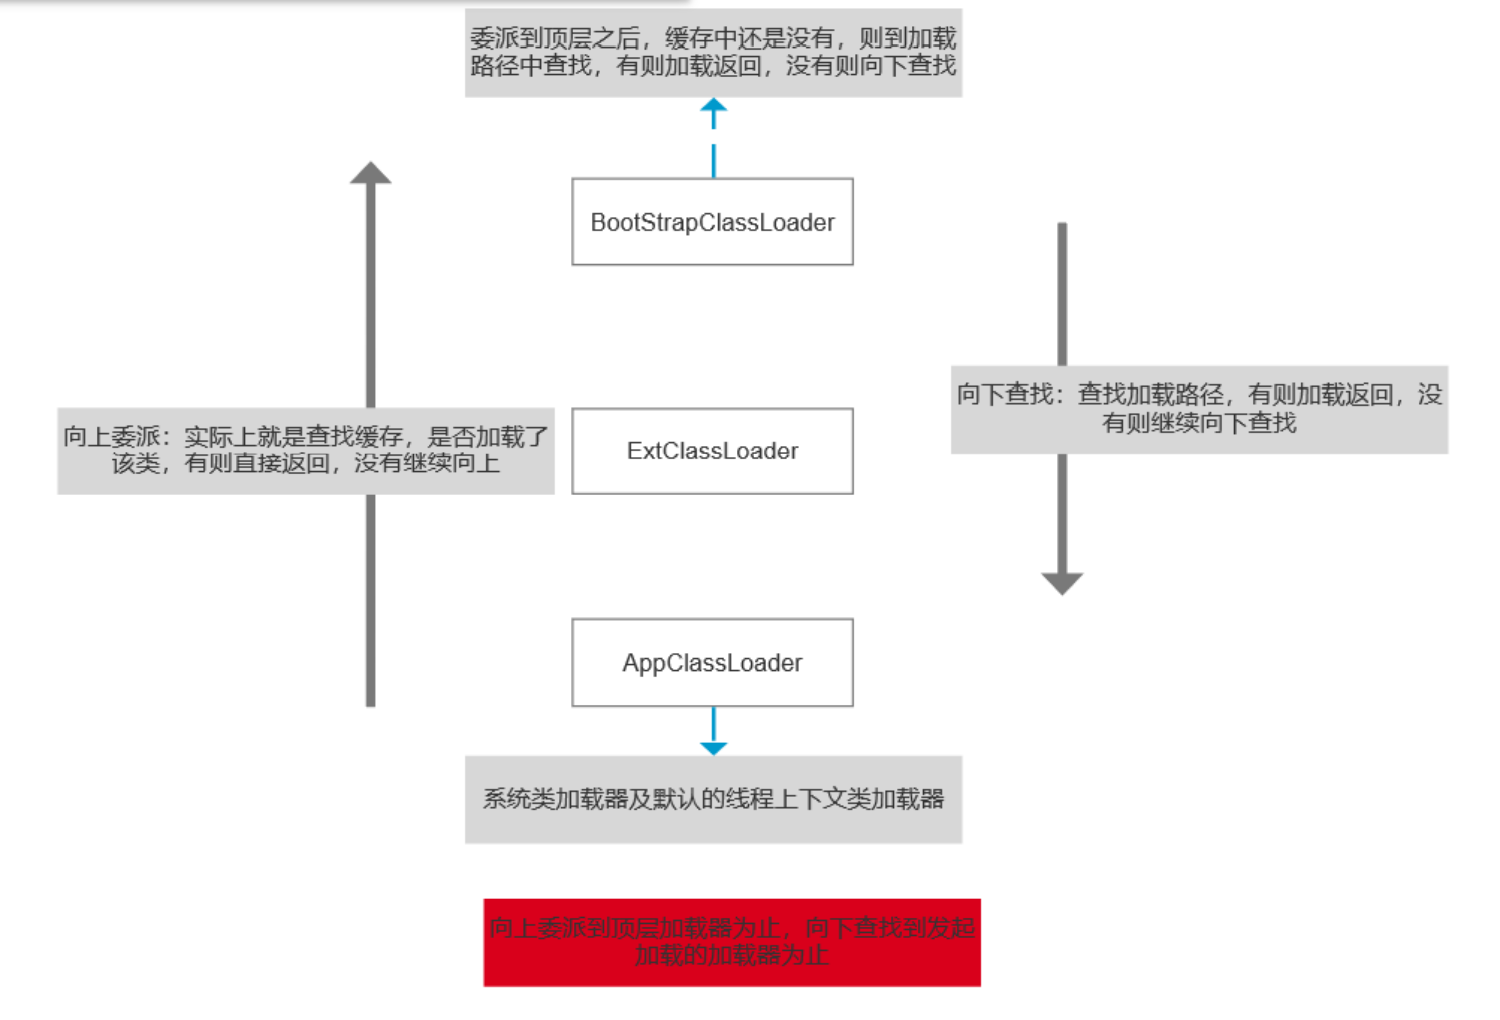 委派到顶层之后，缓存中还是没有，则到加载
路径中查找，有则加载返回，没有则向下查找
BootStrapClassLoader
向下查找：查找加载路径，有则加载返回，没
有则继续向下查找
向上委派：实际上就是查找缓存，是否加载了
该类，有则直接返回，没有继续向上
ExtClassLoader
AppClassLoader
系统类加载器及默认的线程上下文类加载器
向上委派到顶层加载器为止，向下查找到发起
加载的加载器为止